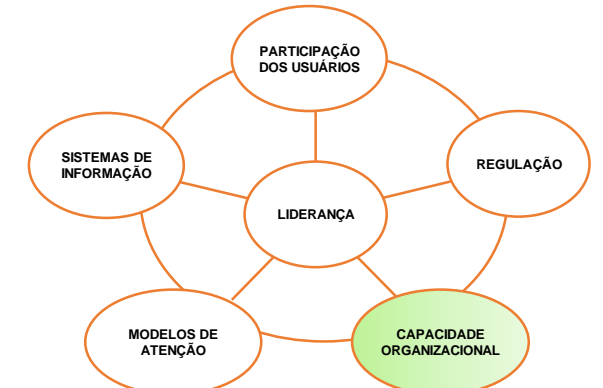 PARTICIPAÇÃO
DOS USUÁRIOS
SISTEMAS DE
INFORMAÇÃO
REGULAÇÃO
LIDERANÇA
MODELOS DE
ATENÇÃO
CAPACIDADE
ORGANIZACIONAL